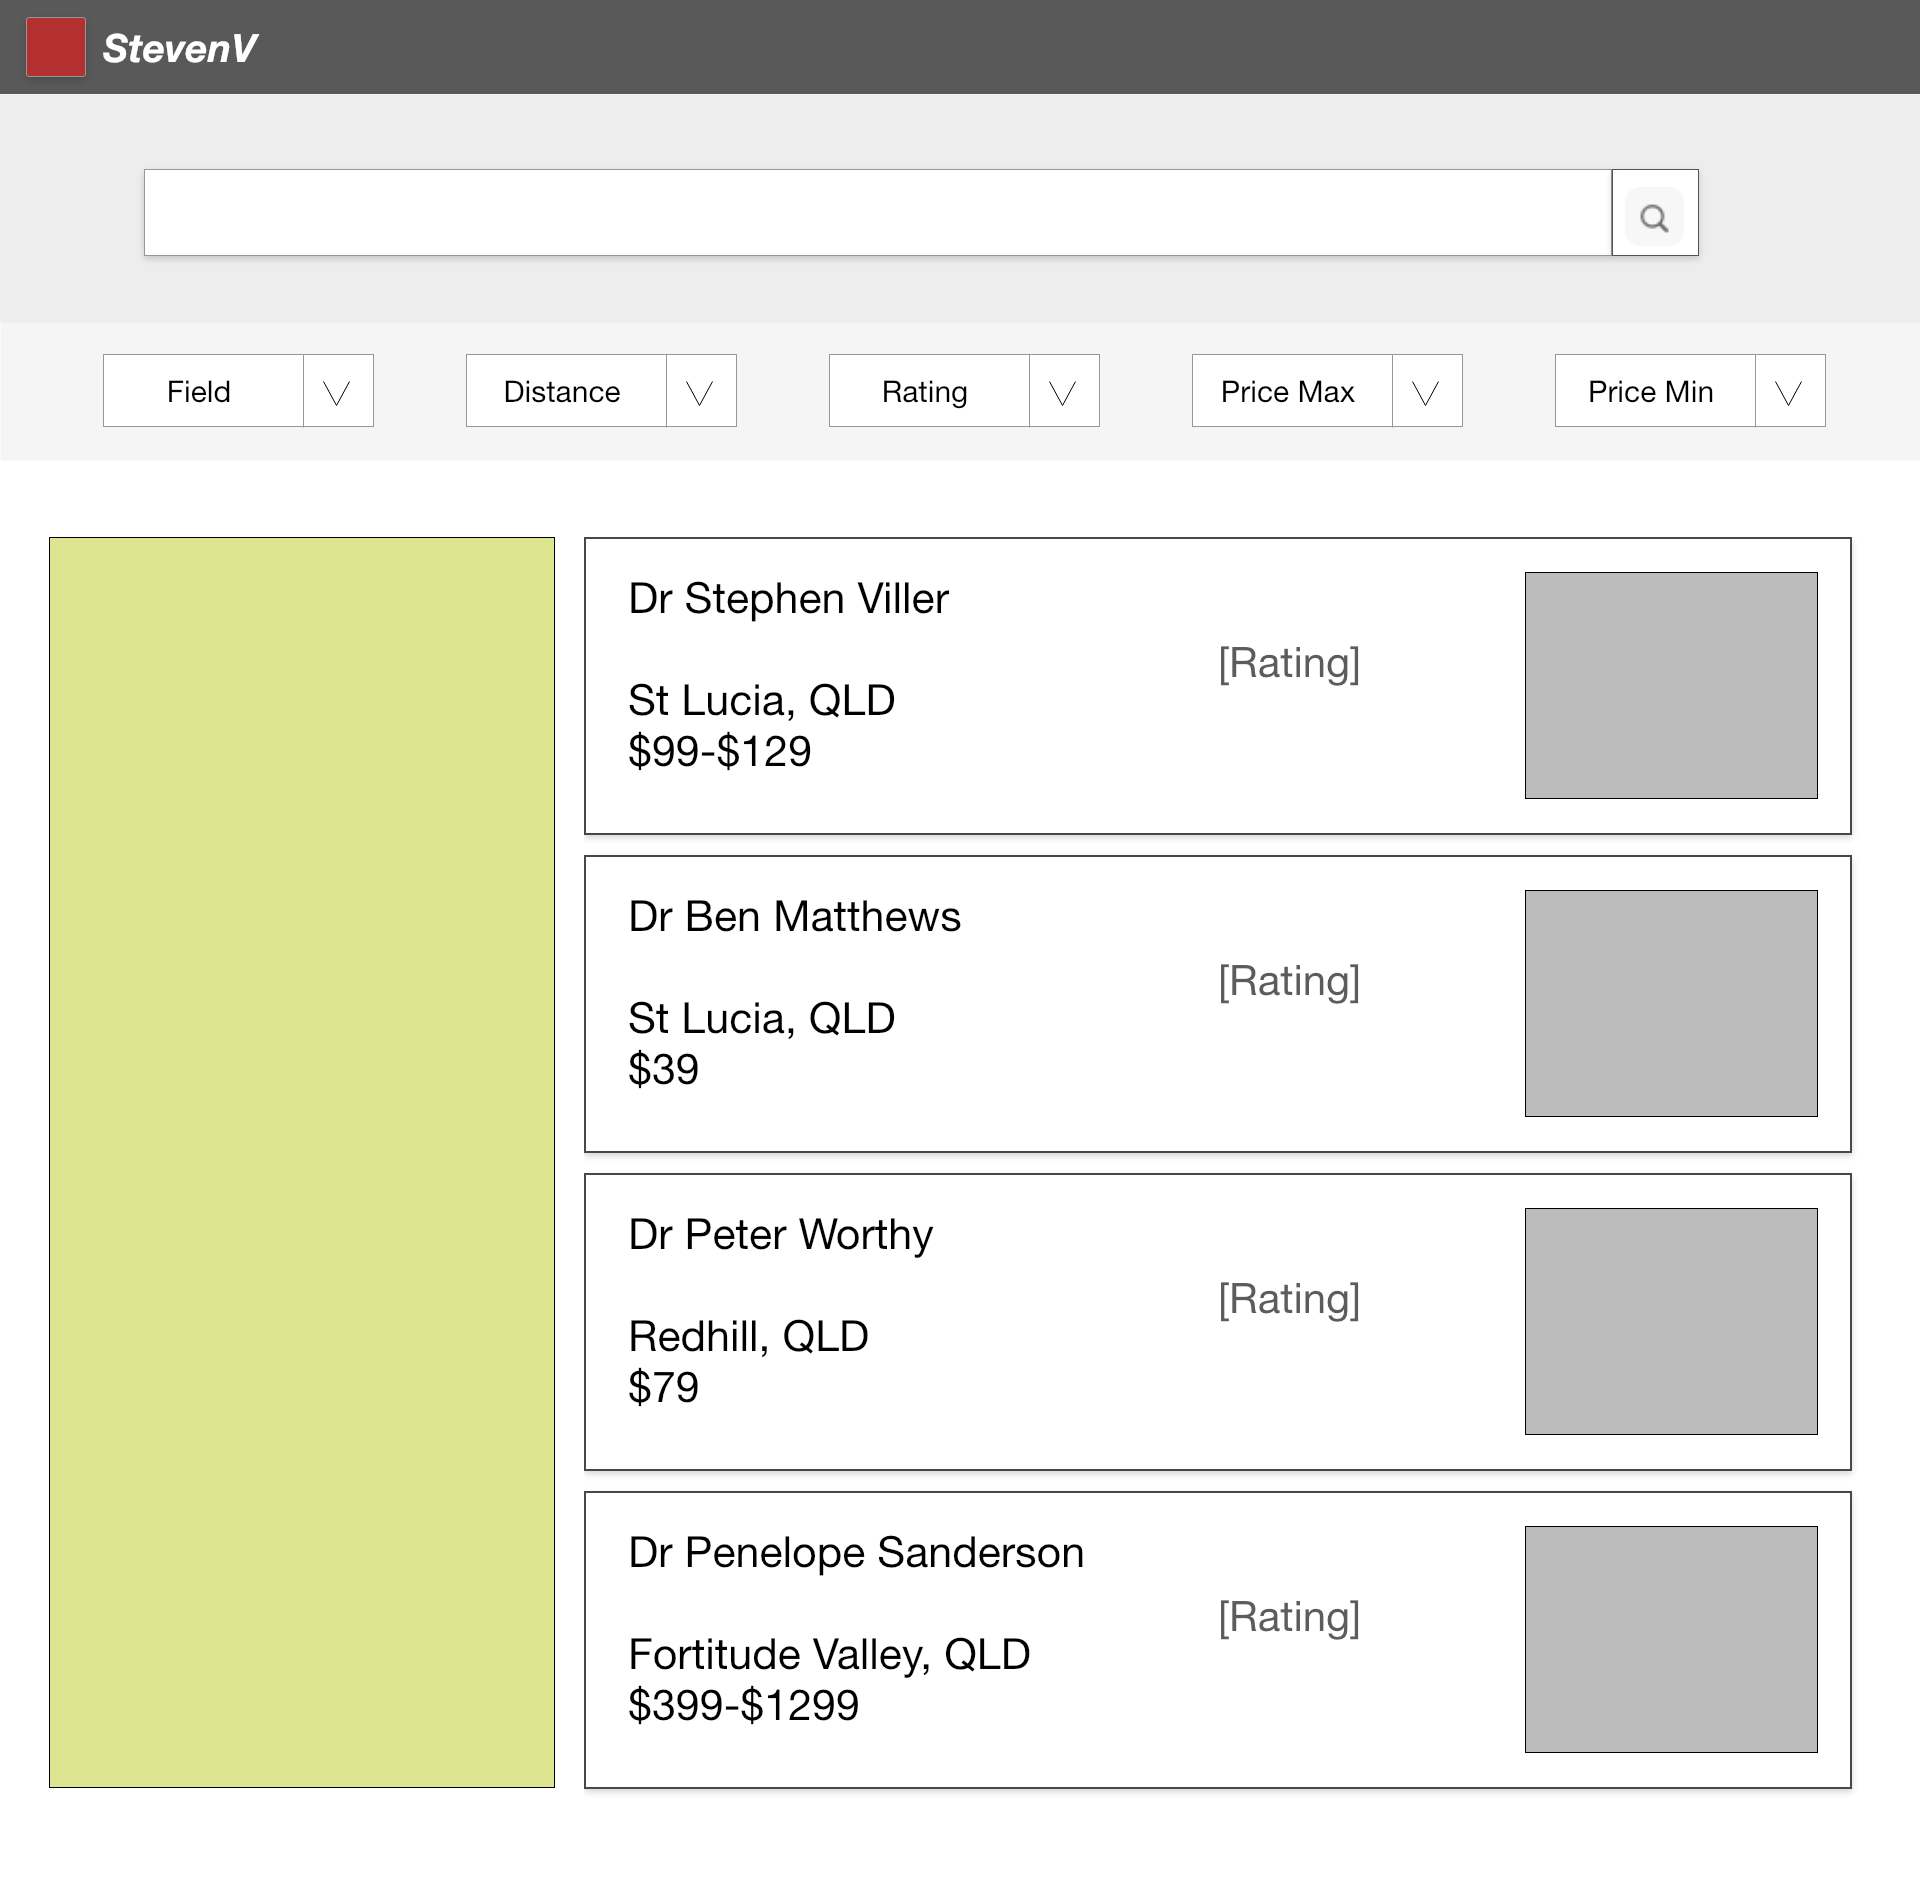 StevenV
Field
Distance
Rating
Price Max
Price Min
Dr Stephen Viller
[Rating]
St Lucia, QLD
$99-$129
Dr Ben Matthews
[Rating]
St Lucia, QLD
$39
Dr Peter Worthy
[Rating]
Redhill, QLD
$79
Dr Penelope Sanderson
[Rating]
Fortitude Valley, QLD
$399-$1299